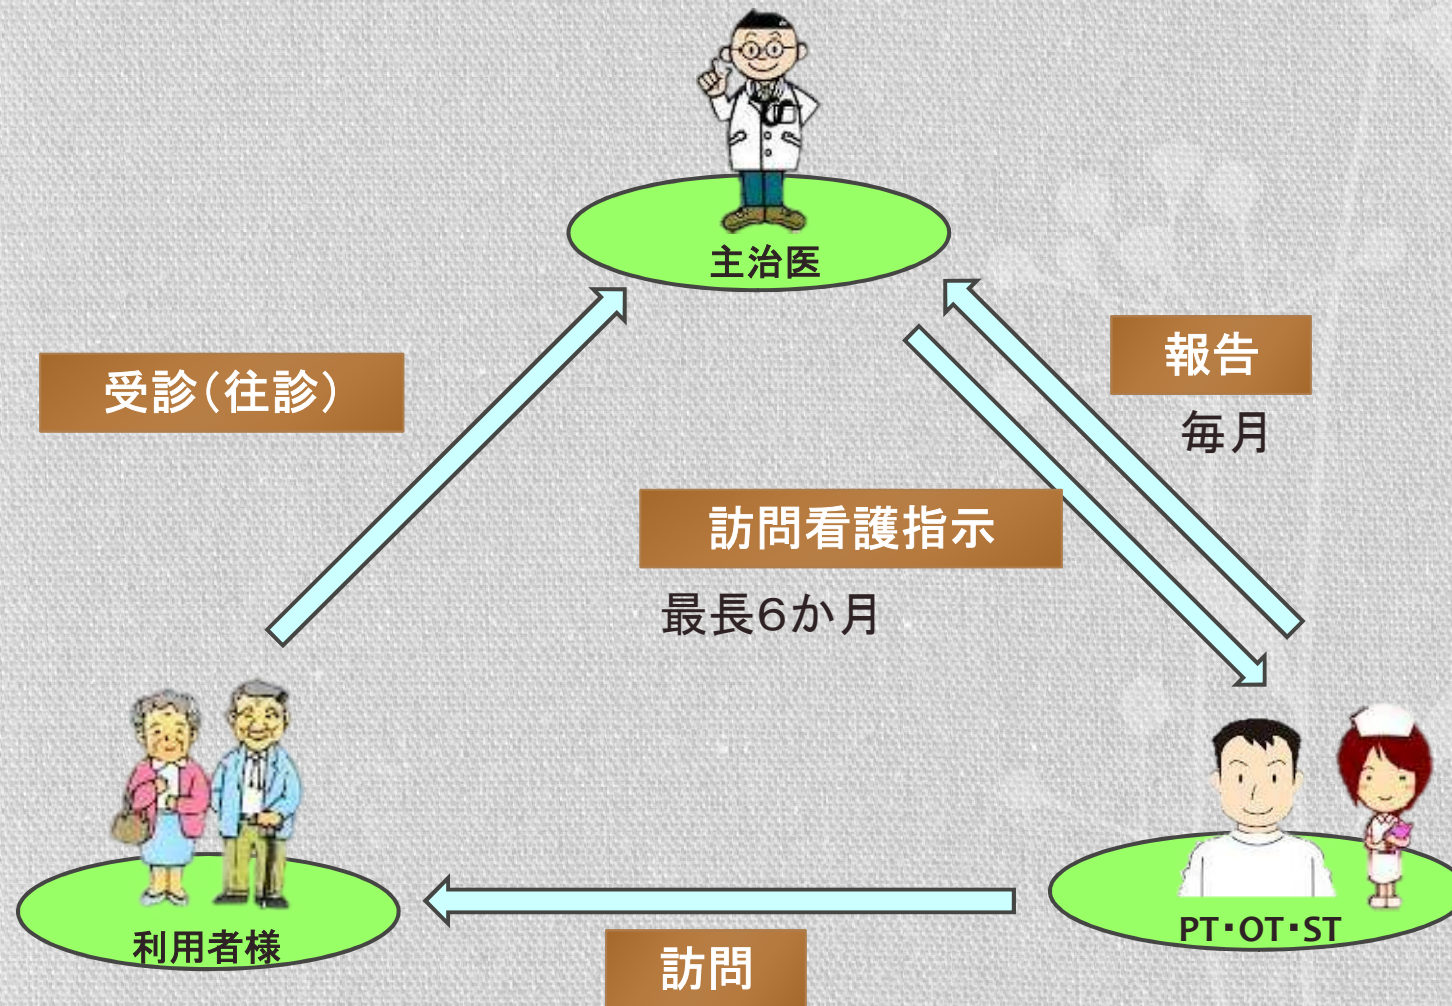 主治医
報告
毎月
受診(往診)
訪問看護指示
最長6か月
利用者様
PT・OT・ST
訪問